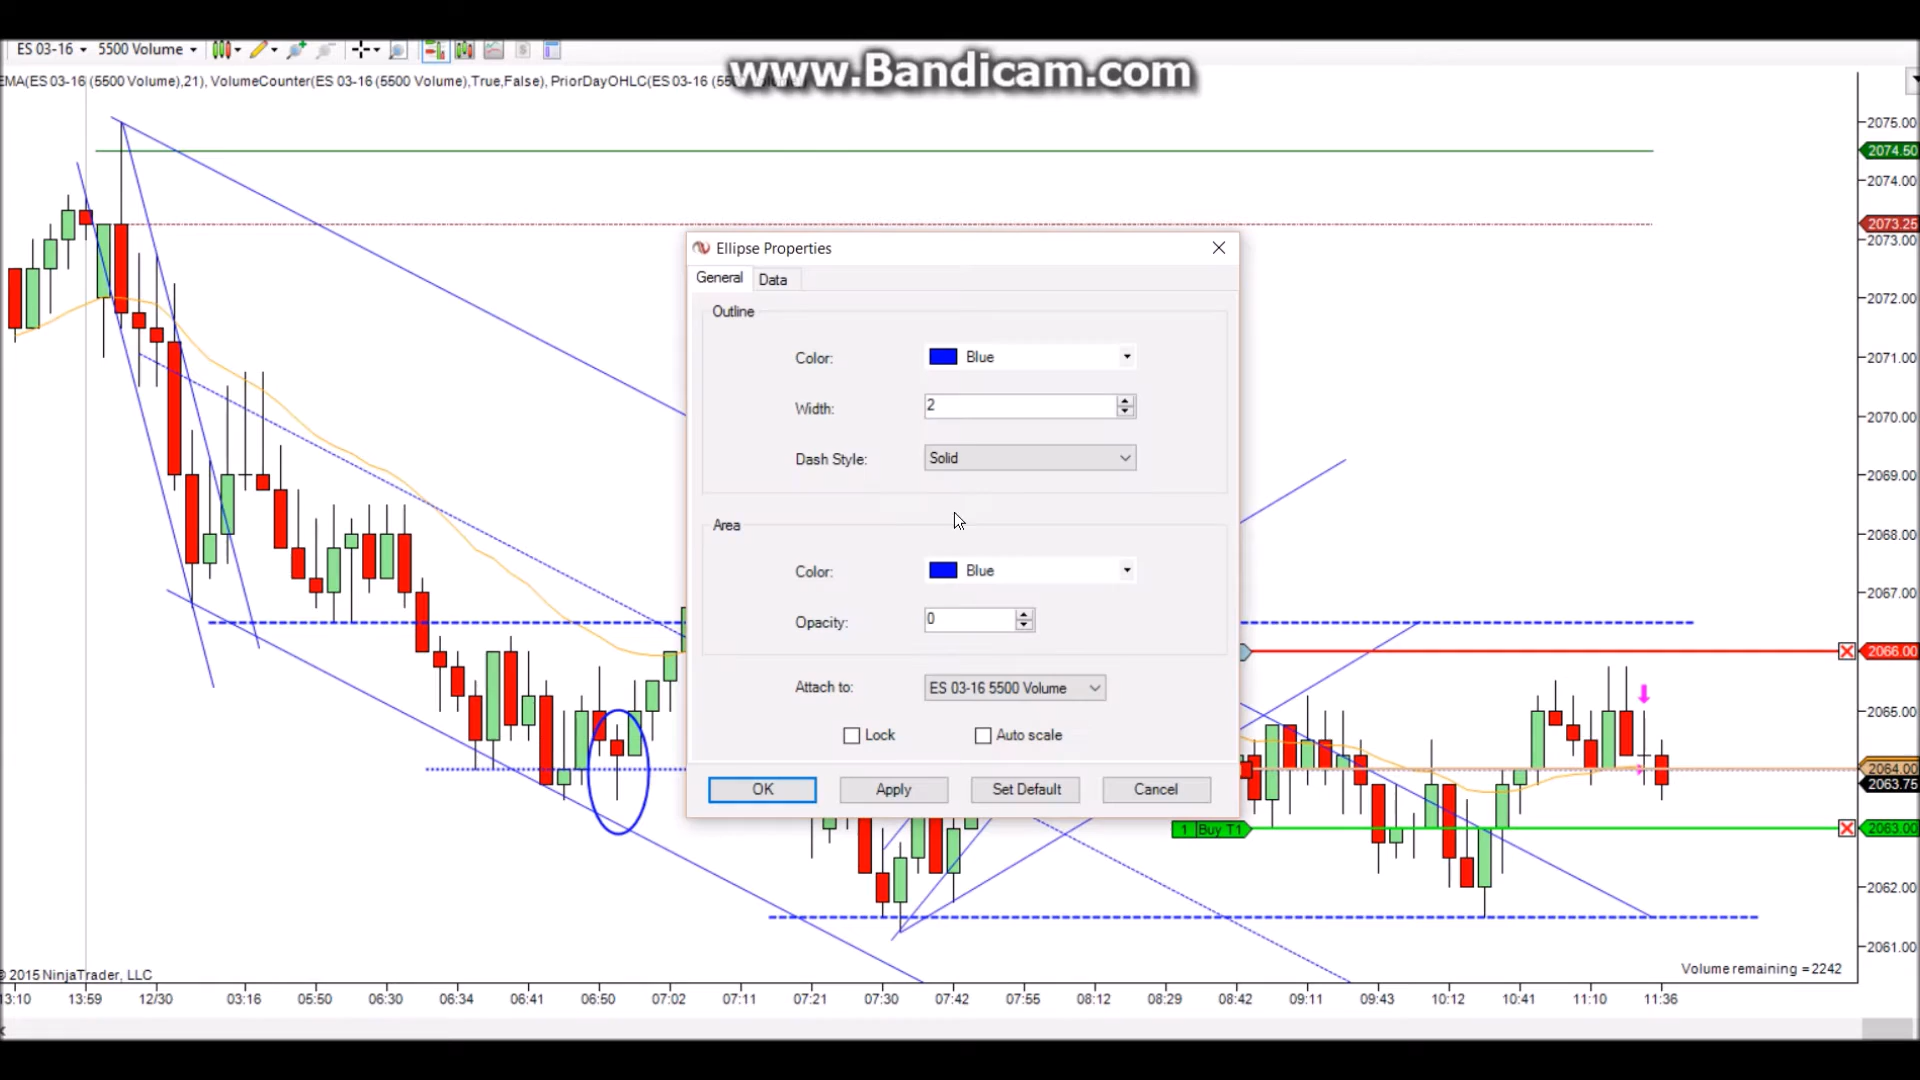 ES 03-16 5500 Volume
www.Bandicam.com
EMA(ES 03-16 (5500 Volume),21), VolumeCounter(ES 03-16 (5500 Volume),True,False), PriorDayOHLC(ES 03-16 (5500
2075.00
2074.50
2074.00
2073.25
2073.00
2072.00
2071.00
2070.00
2069.00
2068.00
2067.00
2066.00
2065.00
2064.00
2063.75
2063.00
2062.00
2061.00
Ellipse Properties
General Data
Outline
Color: Blue
Width: 2
Dash Style: Solid
Area
Color: Blue
Opacity: 0
Attach to: ES 03-16 5500 Volume
Lock Auto scale
OK Apply Set Default Cancel
1 Buy T1
Volume remaining = 2242
© 2015 NinjaTrader, LLC
13:10 13:59 12/30 03:16 05:50 06:30 06:34 06:41 06:50 07:02 07:11 07:21 07:30 07:42 07:55 08:12 08:29 08:42 09:11 09:43 10:12 10:41 11:10 11:36